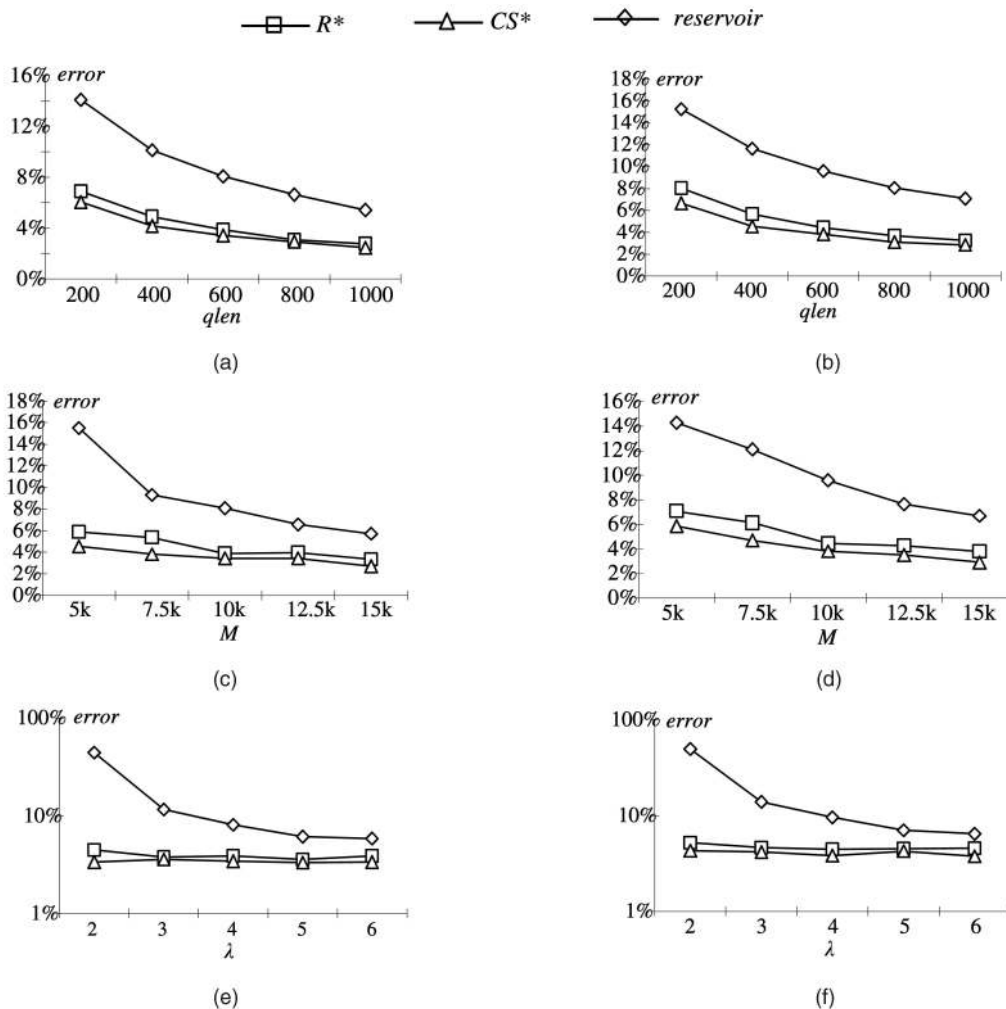 R* CS* reservoir
16% error
12%
8%
4%
0%
200 400 600 800 1000
qlen
(a)
18% error
16%
14%
12%
10%
8%
6%
4%
2%
0%
200 400 600 800 1000
qlen
(b)
18% error
16%
14%
12%
10%
8%
6%
4%
2%
0%
5k 7.5k 10k 12.5k 15k
M
(c)
16% error
14%
12%
10%
8%
6%
4%
2%
0%
5k 7.5k 10k 12.5k 15k
M
(d)
100% error
10%
1%
2 3 4 5 6
λ
(e)
100% error
10%
1%
2 3 4 5 6
λ
(f)